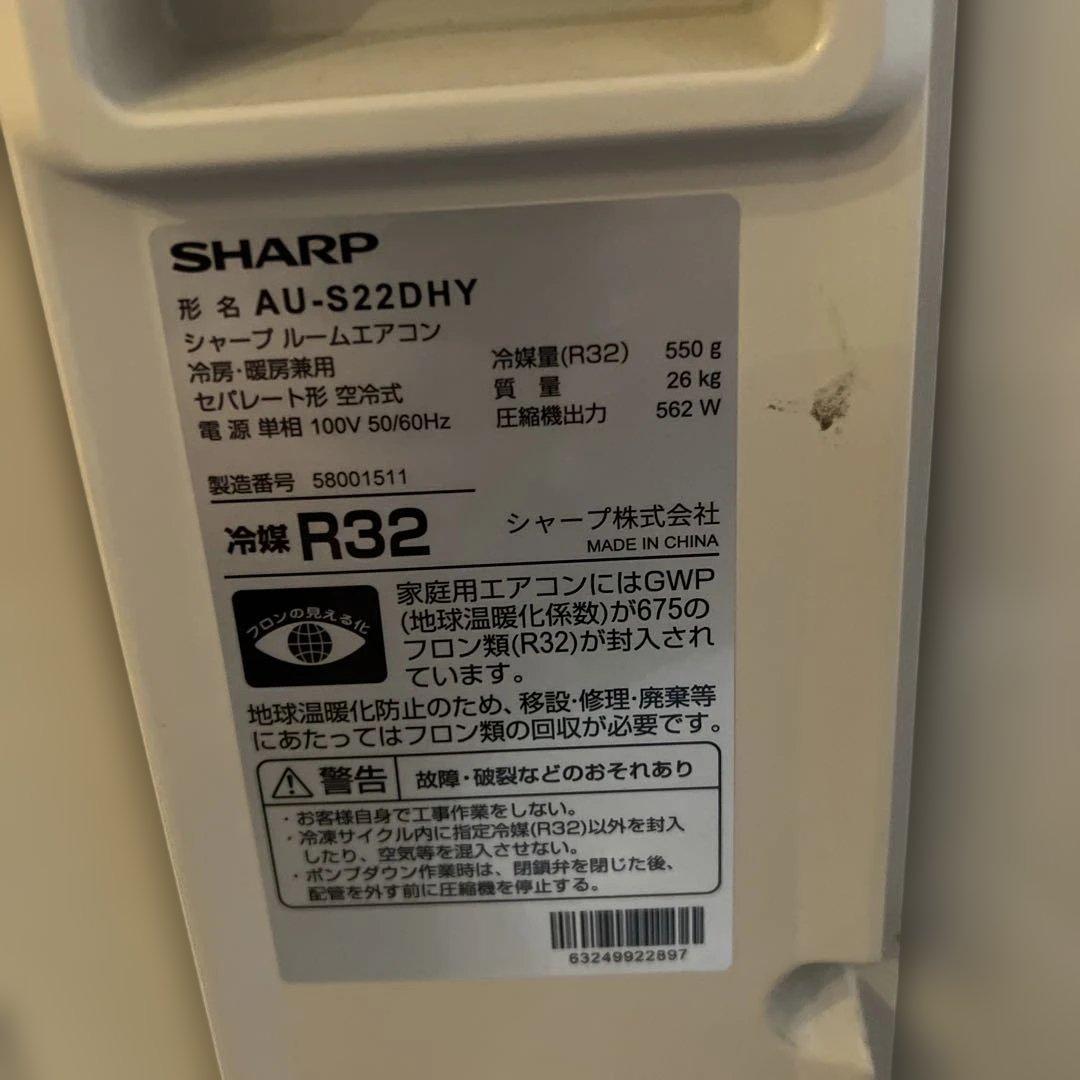 SHARP
形 名 AU-S22DHY
シャープ ルームエアコン
冷房・暖房兼用
セパレート形 空冷式
電 源 単相 100V 50/60Hz
冷媒量(R32) 550 g
質 量 26 kg
圧縮機出力 562 W
製造番号 58001511
冷媒 R32
シャープ株式会社
MADE IN CHINA
フロンの見える化
家庭用エアコンにはGWP
(地球温暖化係数)が675の
フロン類(R32)が封入され
ています。
地球温暖化防止のため、移設・修理・廃棄等
にあたってはフロン類の回収が必要です。
警告 故障・破裂などのおそれあり
・お客様自身で工事作業をしない。
・冷凍サイクル内に指定冷媒(R32)以外を封入
したり、空気等を混入させない。
・ポンプダウン作業時は、閉鎖弁を閉じた後、
配管を外す前に圧縮機を停止する。
63249922897